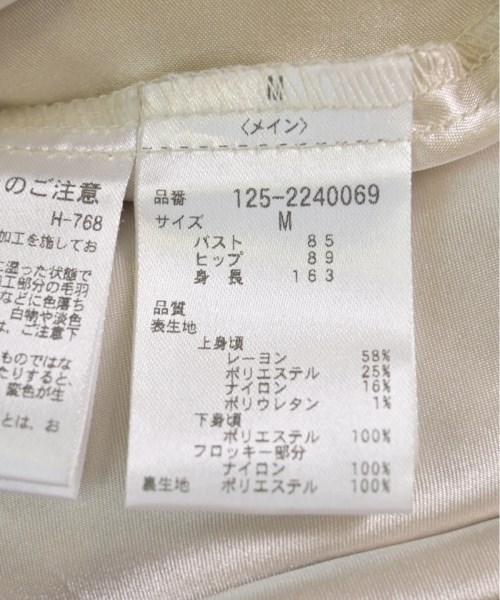 M
〈メイン〉
品番 125-2240069
サイズ M
バスト 85
ヒップ 89
身長 163
品質
表生地
上身頃
レーヨン 58%
ポリエステル 25%
ナイロン 16%
ポリウレタン 1%
下身頃
ポリエステル 100%
フロッキー部分
ナイロン 100%
裏生地 ポリエステル 100%
のご注意
H-768
加工を施してお
に湿った状態で
加工部分の毛羽
などに色落ち
白物や淡色
は、ご注意下
ものではな
たりすると、
変色が生
とは、お